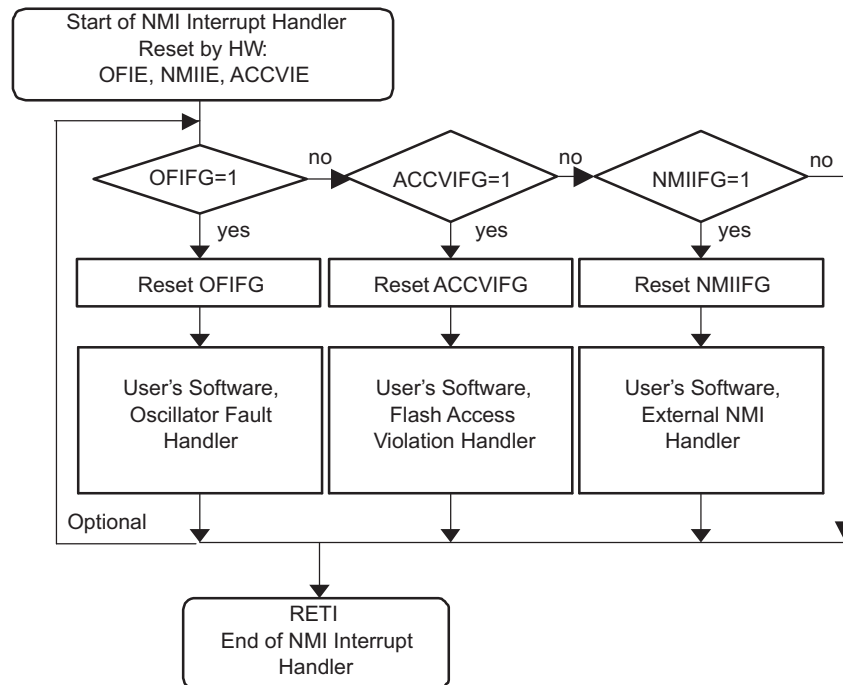 Start of NMI Interrupt Handler
Reset by HW:
OFIE, NMIIE, ACCVIE
OFIFG=1
no
ACCVIFG=1
no
NMIIFG=1
no
yes
yes
yes
Reset OFIFG
Reset ACCVIFG
Reset NMIIFG
User's Software,
Oscillator Fault
Handler
User's Software,
Flash Access
Violation Handler
User's Software,
External NMI
Handler
Optional
RETI
End of NMI Interrupt
Handler